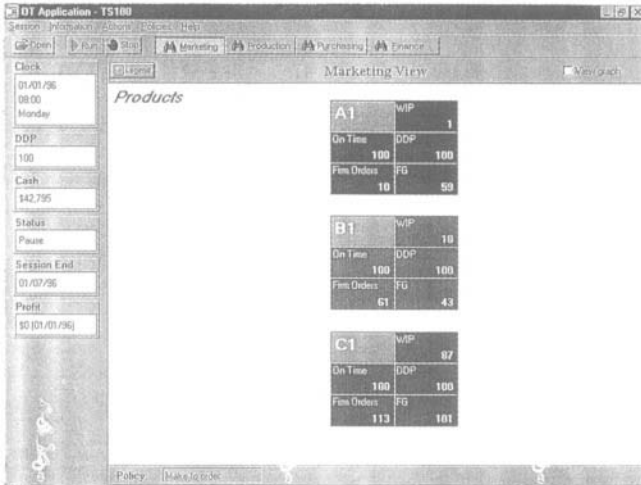 DT Application - TS100
Session Information Actions Policies Help
Open Run Stop Marketing Production Purchasing Finance
Clock
01/01/96
08:00
Monday
DDP
100
Cash
$42,795
Status
Pause
Session End
01/07/96
Profit
$0 (01/01/96)
Legend Marketing View View graph
Products
A1 WIP
1
On Time DDP
100 100
Firm Orders FG
10 59
B1 WIP
10
On Time DDP
100 100
Firm Orders FG
61 43
C1 WIP
87
On Time DDP
100 100
Firm Orders FG
113 101
Policy: Make to order